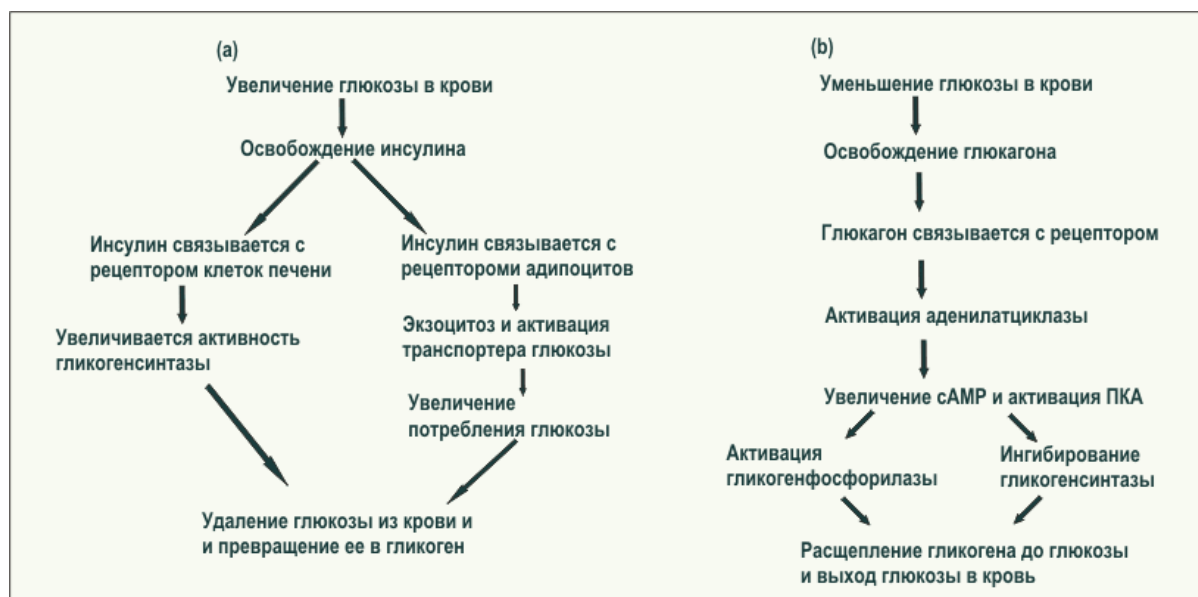 (a)
Увеличение глюкозы в крови
Освобождение инсулина
Инсулин связывается с
рецептором клеток печени
Инсулин связывается с
рецептороми адипоцитов
Увеличивается активность
гликогенсинтазы
Экзоцитоз и активация
транспортера глюкозы
Увеличение
потребления глюкозы
Удаление глюкозы из крови и
и превращение ее в гликоген
(b)
Уменьшение глюкозы в крови
Освобождение глюкагона
Глюкагон связывается с рецептором
Активация аденилатциклазы
Увеличение cAMP и активация ПКА
Активация
гликогенфосфорилазы
Ингибирование
гликогенсинтазы
Расщепление гликогена до глюкозы
и выход глюкозы в кровь